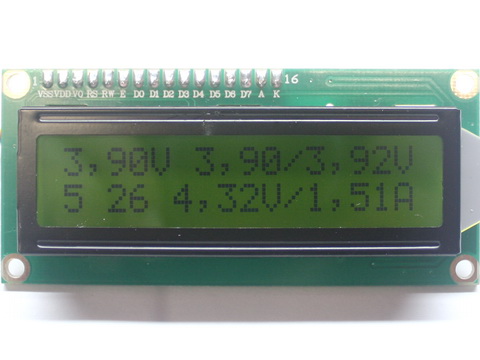 1 16
VSS VDD VO RS RW E D0 D1 D2 D3 D4 D5 D6 D7 A K
3,90V 3,90/3,92V
5 26 4,32V/1,51A